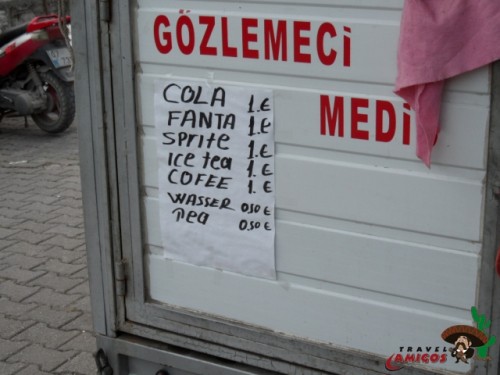 GÖZLEMECİ
MEDİ
COLA 1.€
FANTA 1.€
Sprite 1.€
Ice tea 1.€
COFEE 1.€
WASSER 0.50 €
Tea 0.50 €
TRAVEL
AMIGOS